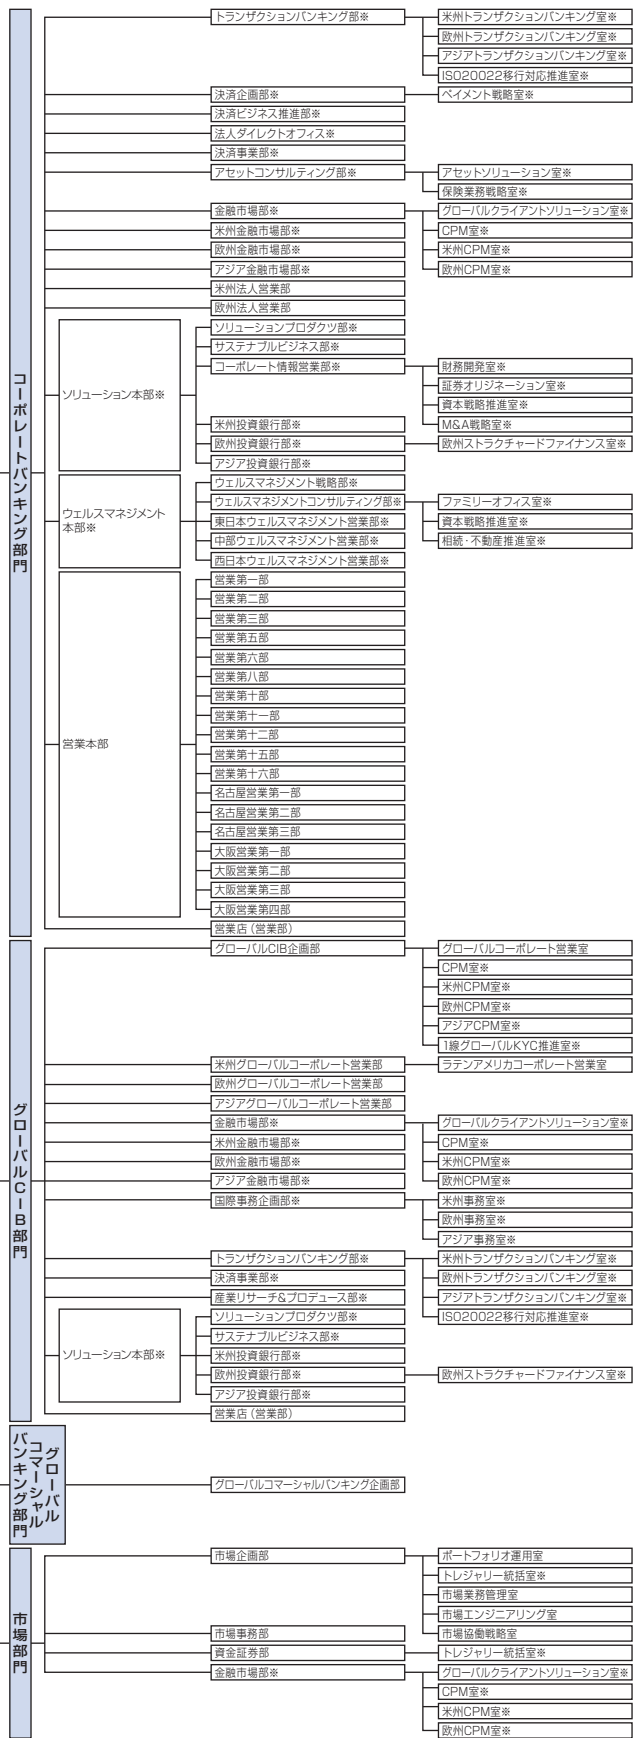 コーポレートバンキング部門
トランザクションバンキング部※
米州トランザクションバンキング室※
欧州トランザクションバンキング室※
アジアトランザクションバンキング室※
ISO20022移行対応推進室※
決済企画部※
ペイメント戦略室※
決済ビジネス推進部※
法人ダイレクトオフィス※
決済事業部※
アセットコンサルティング部※
アセットソリューション室※
保険業務戦略室※
金融市場部※
グローバルクライアントソリューション室※
米州金融市場部※
CPM室※
欧州金融市場部※
米州CPM室※
アジア金融市場部※
欧州CPM室※
米州法人営業部
欧州法人営業部
ソリューション本部※
ソリューションプロダクツ部※
サステナブルビジネス部※
コーポレート情報営業部※
財務開発室※
証券オリジネーション室※
資本戦略推進室※
M&A戦略室※
米州投資銀行部※
欧州投資銀行部※
欧州ストラクチャードファイナンス室※
アジア投資銀行部※
ウェルスマネジメント
本部※
ウェルスマネジメント戦略部※
ウェルスマネジメントコンサルティング部※
ファミリーオフィス室※
東日本ウェルスマネジメント営業部※
資本戦略推進室※
中部ウェルスマネジメント営業部※
相続・不動産推進室※
西日本ウェルスマネジメント営業部※
営業本部
営業第一部
営業第二部
営業第三部
営業第五部
営業第六部
営業第八部
営業第十部
営業第十一部
営業第十二部
営業第十五部
営業第十六部
名古屋営業第一部
名古屋営業第二部
名古屋営業第三部
大阪営業第一部
大阪営業第二部
大阪営業第三部
大阪営業第四部
営業店（営業部）
グローバルCIB部門
グローバルCIB企画部
グローバルコーポレート営業室
CPM室※
米州CPM室※
欧州CPM室※
アジアCPM室※
1線グローバルKYC推進室※
米州グローバルコーポレート営業部
ラテンアメリカコーポレート営業室
欧州グローバルコーポレート営業部
アジアグローバルコーポレート営業部
金融市場部※
グローバルクライアントソリューション室※
米州金融市場部※
CPM室※
欧州金融市場部※
米州CPM室※
アジア金融市場部※
欧州CPM室※
国際事務企画部※
米州事務室※
欧州事務室※
アジア事務室※
トランザクションバンキング部※
米州トランザクションバンキング室※
決済事業部※
欧州トランザクションバンキング室※
産業リサーチ&プロデュース部※
アジアトランザクションバンキング室※
ソリューション本部※
ソリューションプロダクツ部※
ISO20022移行対応推進室※
サステナブルビジネス部※
米州投資銀行部※
欧州投資銀行部※
欧州ストラクチャードファイナンス室※
アジア投資銀行部※
営業店（営業部）
グローバル
コマーシャル
バンキング部門
グローバルコマーシャルバンキング企画部
市場部門
市場企画部
ポートフォリオ運用室
トレジャリー統括室※
市場業務管理室
市場エンジニアリング室
市場事務部
市場協働戦略室
資金証券部
トレジャリー統括室※
金融市場部※
グローバルクライアントソリューション室※
CPM室※
米州CPM室※
欧州CPM室※